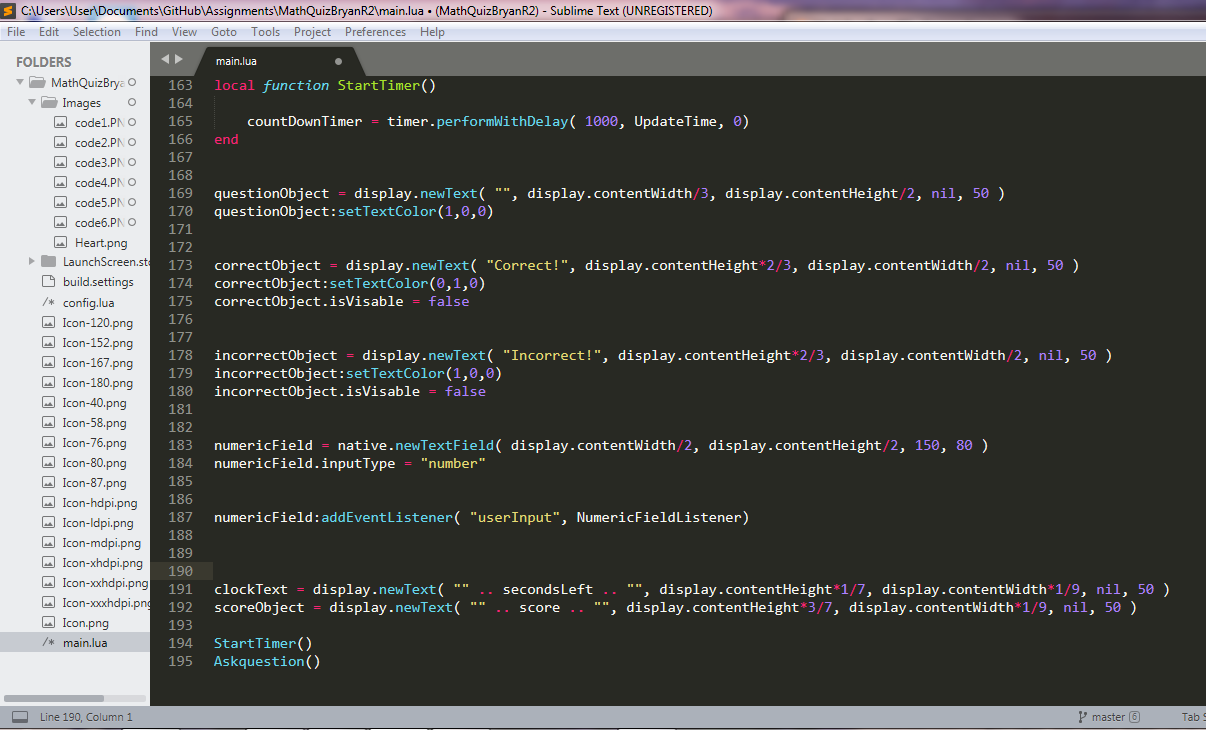 C:\Users\User\Documents\GitHub\Assignments\MathQuizBryanR2\main.lua • (MathQuizBryanR2) - Sublime Text (UNREGISTERED)
File Edit Selection Find View Goto Tools Project Preferences Help
FOLDERS
MathQuizBrya
Images
code1.PN
code2.PN
code3.PN
code4.PN
code5.PN
code6.PN
Heart.png
LaunchScreen.sto
build.settings
/* config.lua
Icon-120.png
Icon-152.png
Icon-167.png
Icon-180.png
Icon-40.png
Icon-58.png
Icon-76.png
Icon-80.png
Icon-87.png
Icon-hdpi.png
Icon-ldpi.png
Icon-mdpi.png
Icon-xhdpi.png
Icon-xxhdpi.png
Icon-xxxhdpi.png
Icon.png
/* main.lua
main.lua
163 local function StartTimer()
164
165     countDownTimer = timer.performWithDelay( 1000, UpdateTime, 0)
166 end
167
168
169 questionObject = display.newText( "", display.contentWidth/3, display.contentHeight/2, nil, 50 )
170 questionObject:setTextColor(1,0,0)
171
172
173 correctObject = display.newText( "Correct!", display.contentHeight*2/3, display.contentWidth/2, nil, 50 )
174 correctObject:setTextColor(0,1,0)
175 correctObject.isVisable = false
176
177
178 incorrectObject = display.newText( "Incorrect!", display.contentHeight*2/3, display.contentWidth/2, nil, 50 )
179 incorrectObject:setTextColor(1,0,0)
180 incorrectObject.isVisable = false
181
182
183 numericField = native.newTextField( display.contentWidth/2, display.contentHeight/2, 150, 80 )
184 numericField.inputType = "number"
185
186
187 numericField:addEventListener( "userInput", NumericFieldListener)
188
189
190
191 clockText = display.newText( "" .. secondsLeft .. "", display.contentHeight*1/7, display.contentWidth*1/9, nil, 50 )
192 scoreObject = display.newText( "" .. score .. "", display.contentHeight*3/7, display.contentWidth*1/9, nil, 50 )
193
194 StartTimer()
195 Askquestion()
Line 190, Column 1
master 6
Tab S